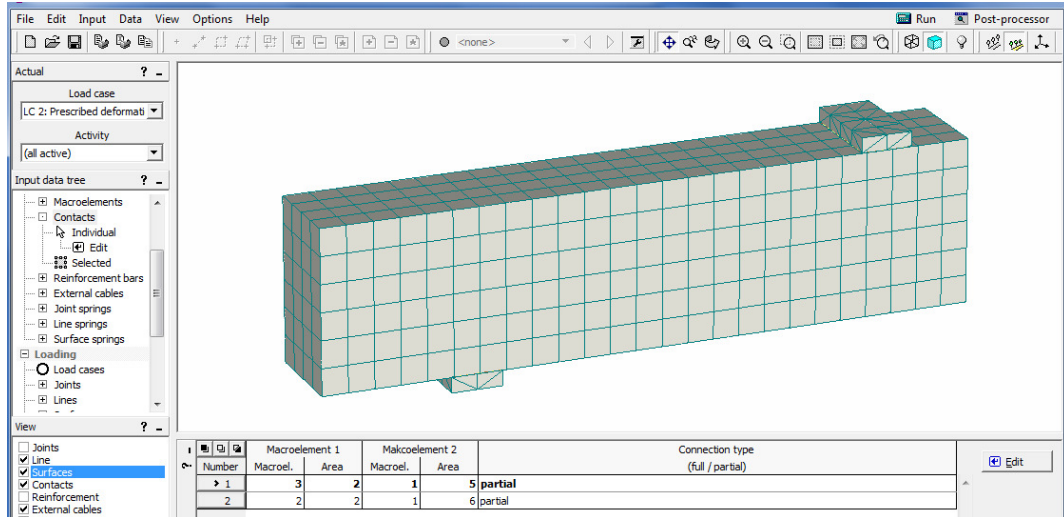 File Edit Input Data View Options Help Run Post-processor
<none>
Actual ? _
Load case
LC 2: Prescribed deformati
Activity
(all active)
Input data tree ? _
Macroelements
Contacts
Individual
Edit
Selected
Reinforcement bars
External cables
Joint springs
Line springs
Surface springs
Loading
Load cases
Joints
Lines
View ? _
Joints
Line
Surfaces
Contacts
Reinforcement
External cables
Macroelement 1 Makcoelement 2 Connection type
Number Macroel. Area Macroel. Area (full / partial)
> 1 3 2 1 5 partial
2 2 2 1 6 partial
Edit